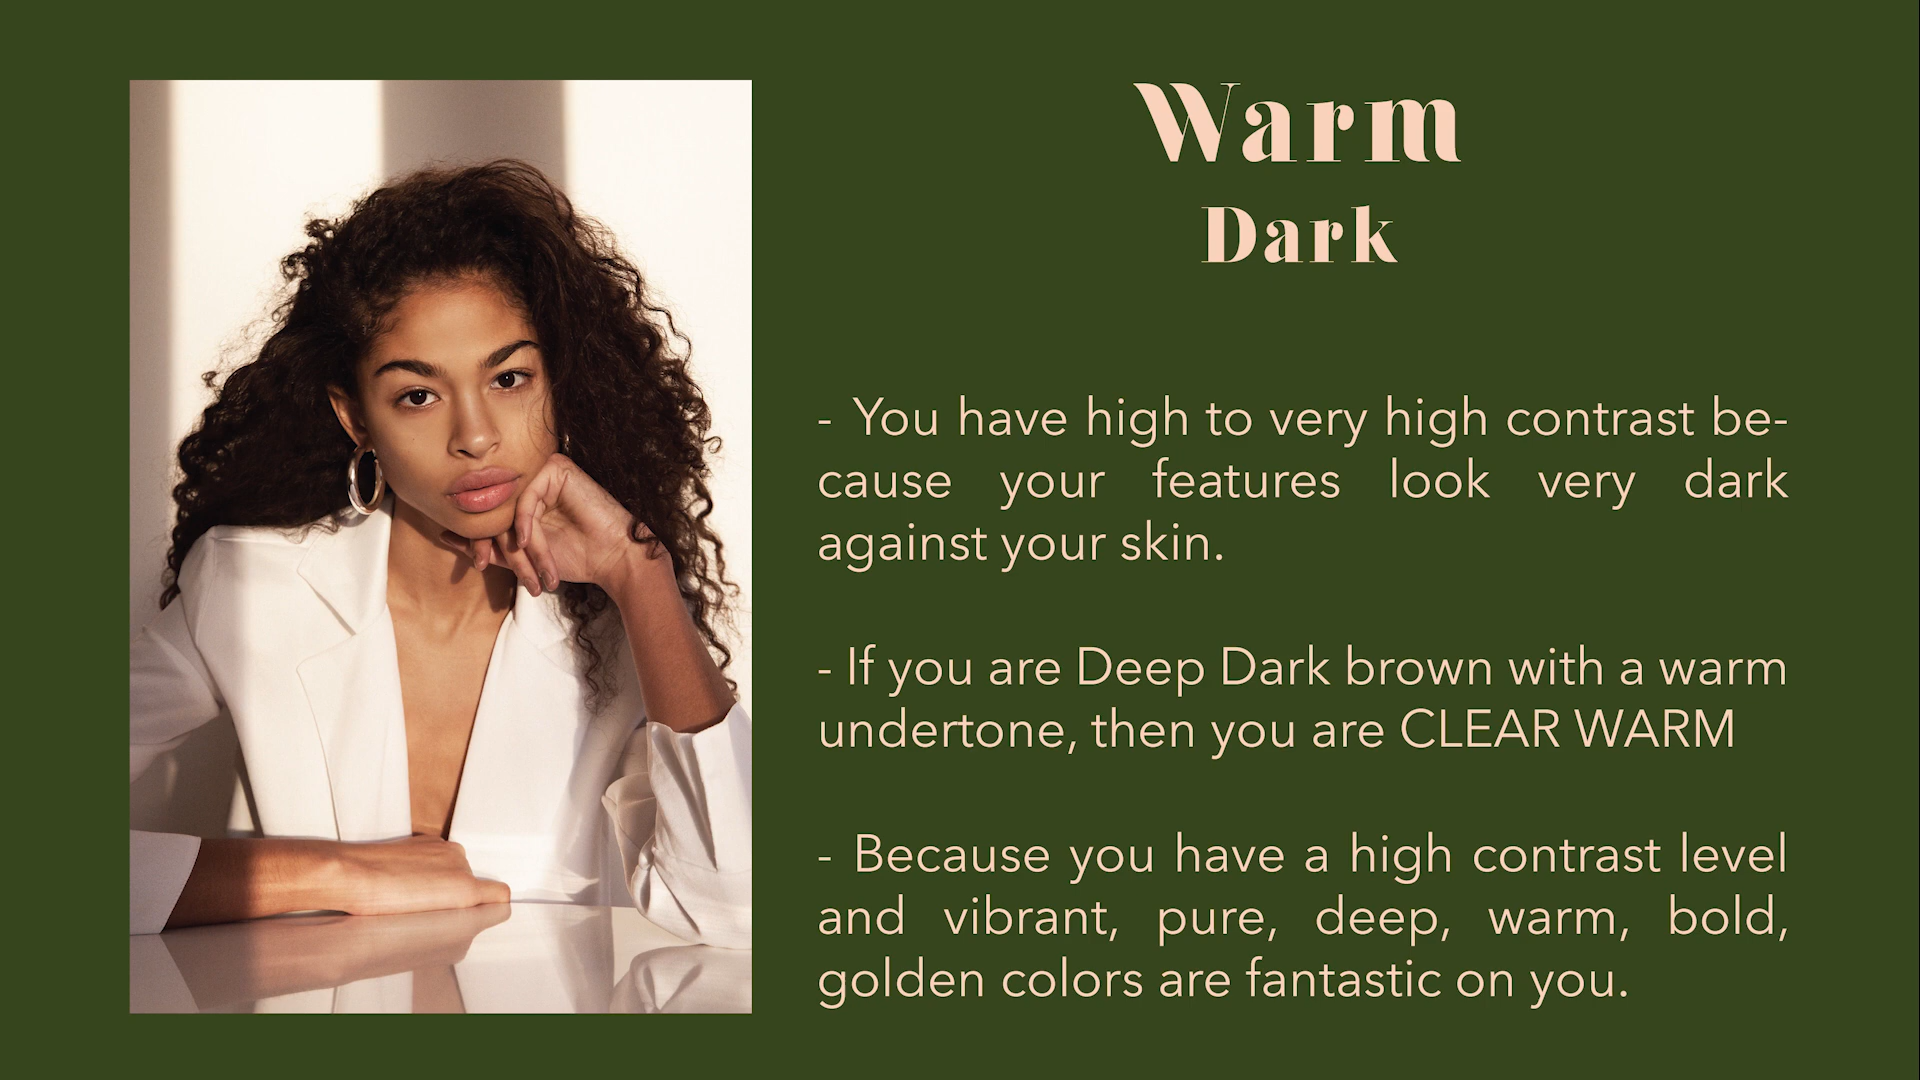 Warm
Dark
- You have high to very high contrast be-
cause your features look very dark
against your skin.
- If you are Deep Dark brown with a warm
undertone, then you are CLEAR WARM
- Because you have a high contrast level
and vibrant, pure, deep, warm, bold,
golden colors are fantastic on you.